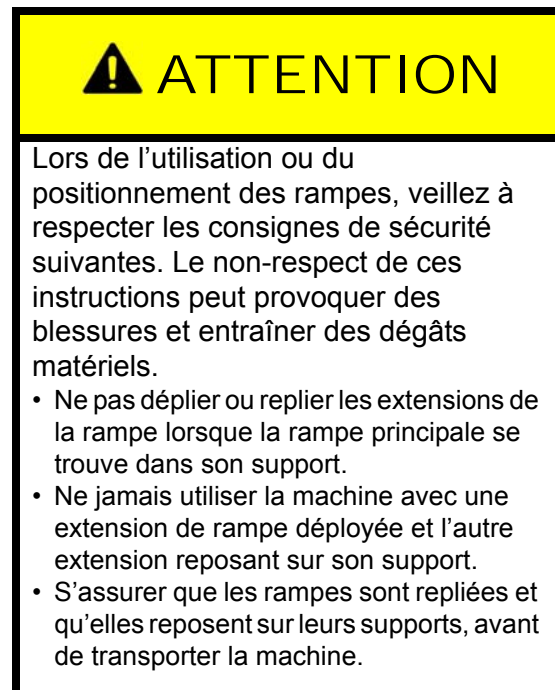 ATTENTION
Lors de l’utilisation ou du
positionnement des rampes, veillez à
respecter les consignes de sécurité
suivantes. Le non-respect de ces
instructions peut provoquer des
blessures et entraîner des dégâts
matériels.
• Ne pas déplier ou replier les extensions de
la rampe lorsque la rampe principale se
trouve dans son support.
• Ne jamais utiliser la machine avec une
extension de rampe déployée et l’autre
extension reposant sur son support.
• S’assurer que les rampes sont repliées et
qu’elles reposent sur leurs supports, avant
de transporter la machine.